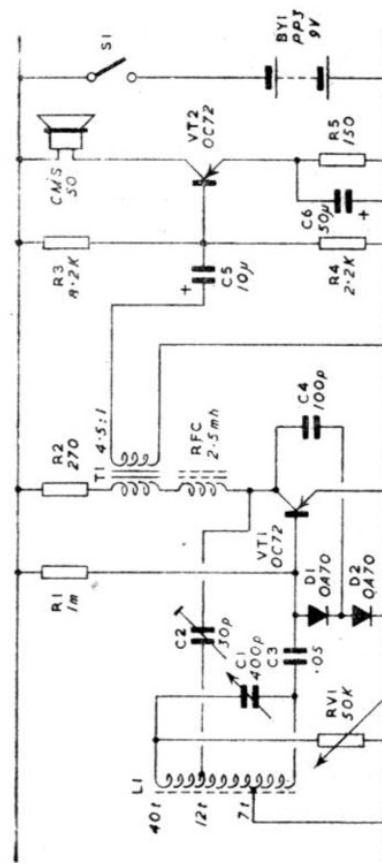 L1
40t
12t
7t
RV1
50K
C1
400p
C2
30p
C3
.05
R1
1m
D1
OA70
D2
OA70
VT1
OC72
R2
270
T1
4.5:1
RFC
2.5mh
C4
100p
C5
10µ
+
R3
8.2K
R4
2.2K
CMS
50
VT2
OC72
C6
50µ
+
R5
150
S1
BY1
PP3
9V